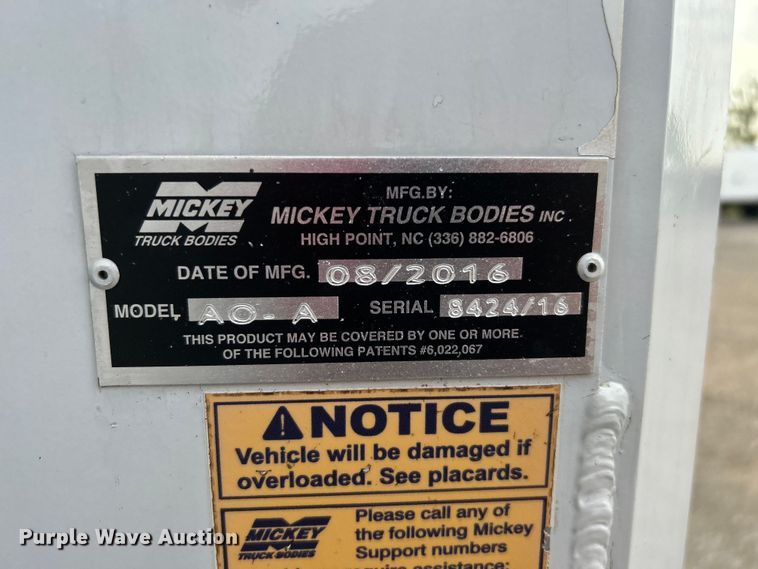 MICKEY
TRUCK BODIES
MFG.BY:
MICKEY TRUCK BODIES INC
HIGH POINT, NC (336) 882-6806
DATE OF MFG. 08/2016
MODEL AO-A SERIAL 8424/16
THIS PRODUCT MAY BE COVERED BY ONE OR MORE
OF THE FOLLOWING PATENTS #6,022,067
NOTICE
Vehicle will be damaged if
overloaded. See placards.
MICKEY
TRUCK BODIES
Please call any of
the following Mickey
Support numbers
require assistance:
Purple Wave Auction